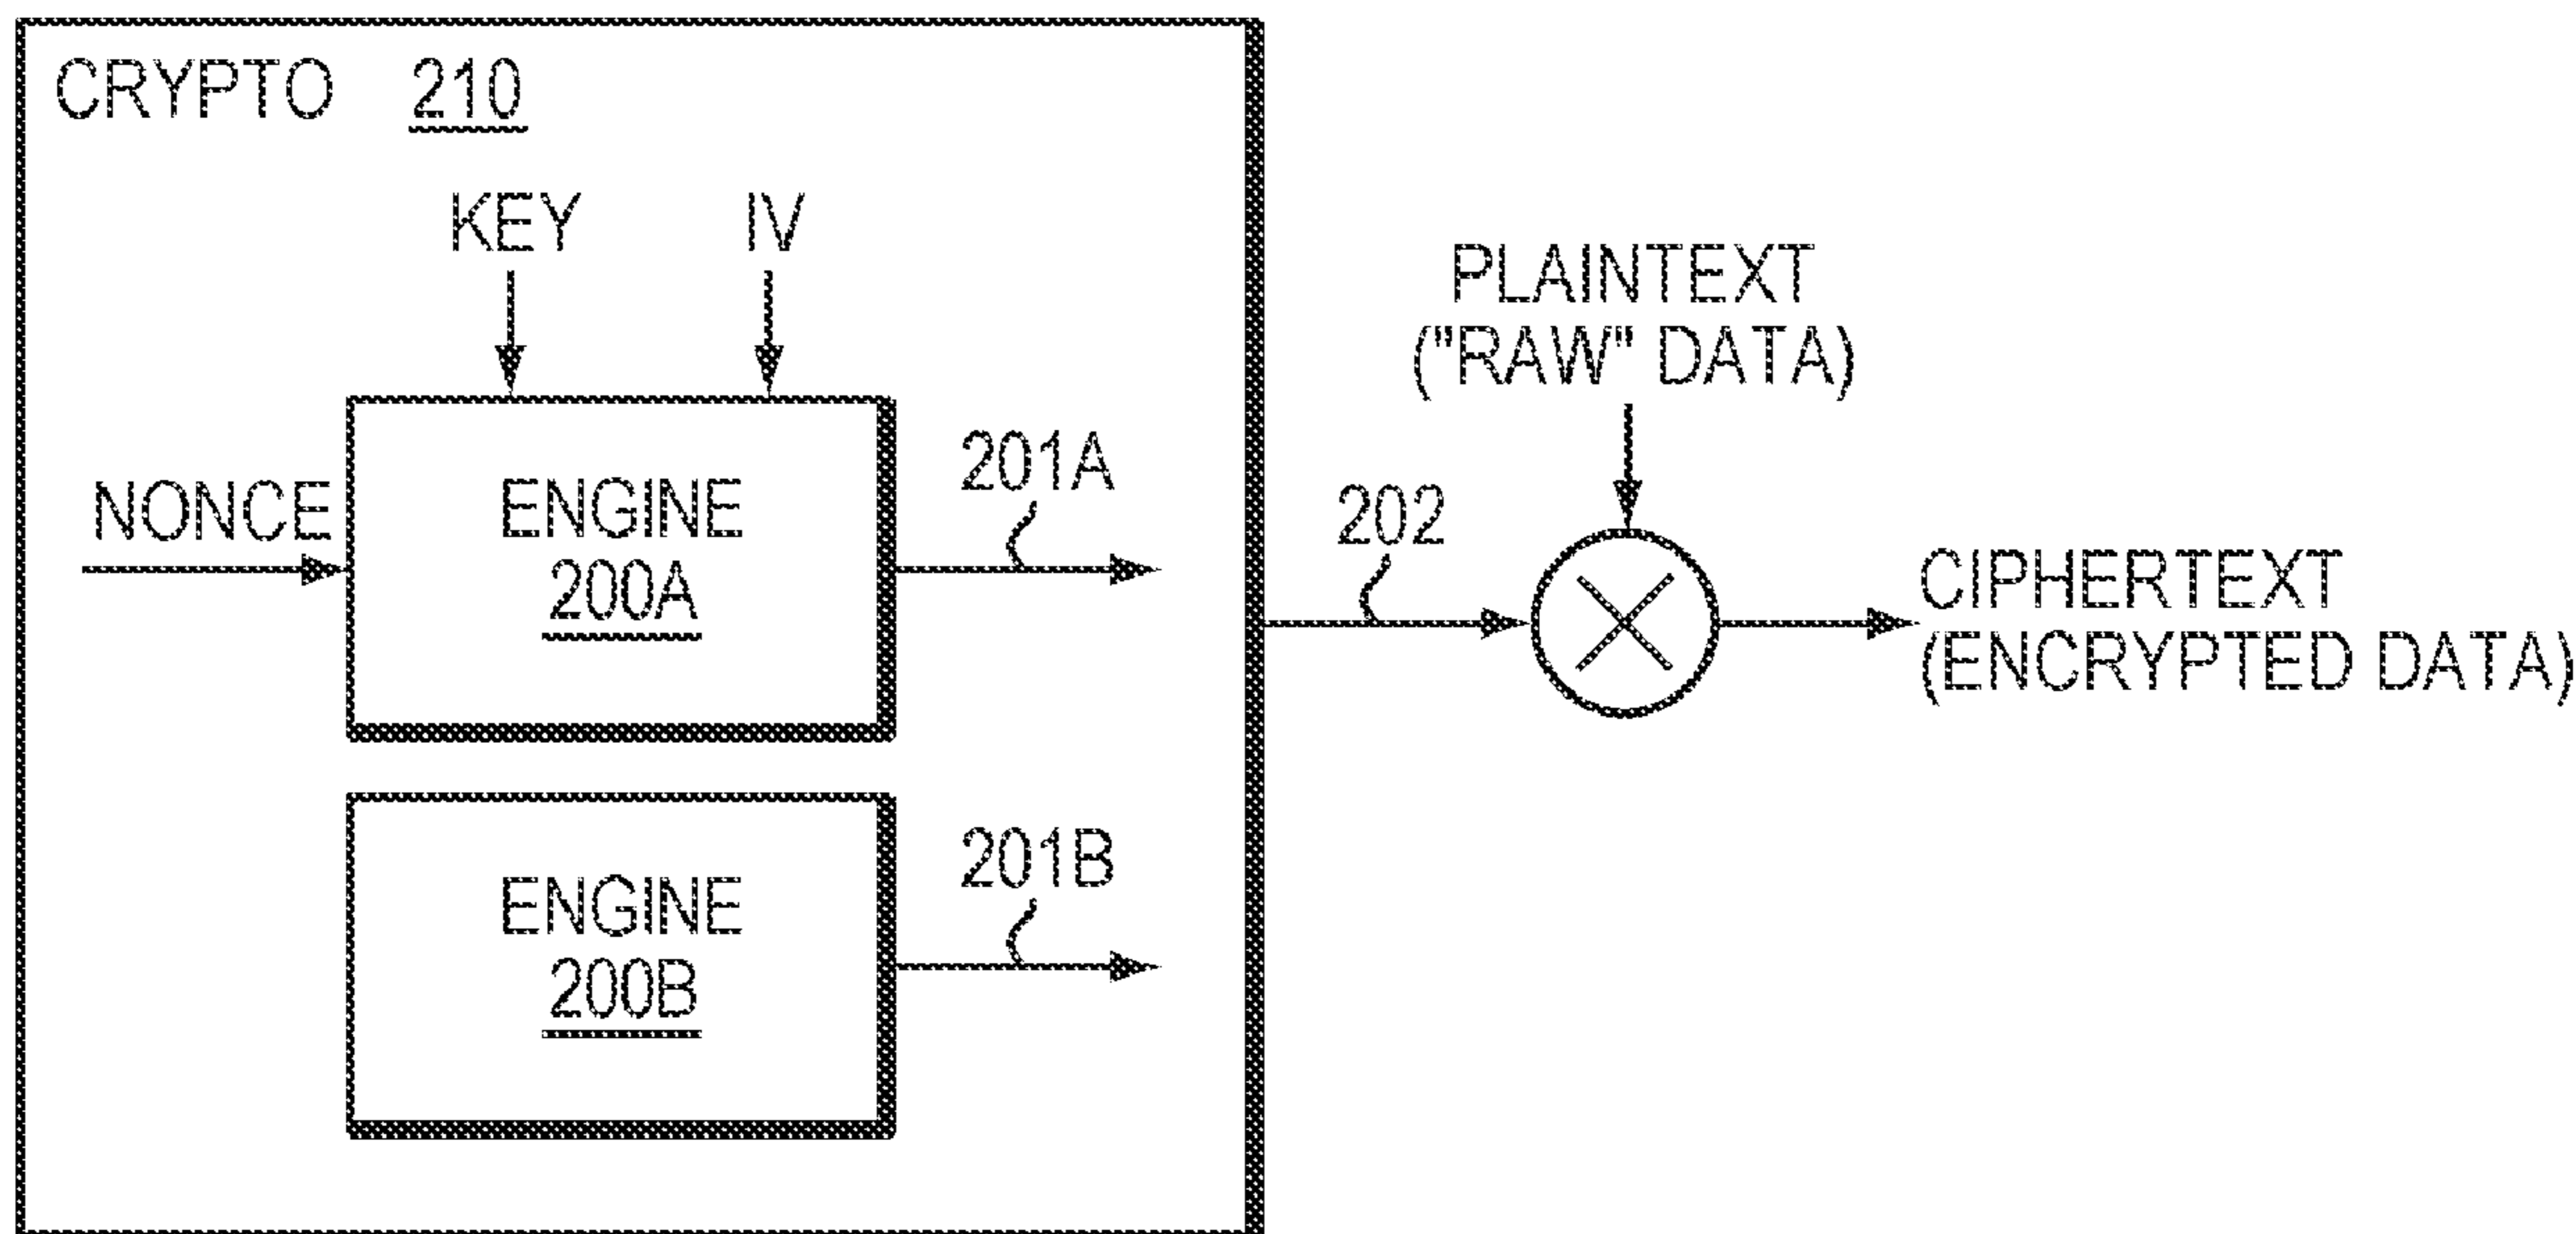 CRYPTO 210
KEY
IV
NONCE
ENGINE
200A
201A
ENGINE
200B
201B
202
PLAINTEXT
("RAW" DATA)
CIPHERTEXT
(ENCRYPTED DATA)